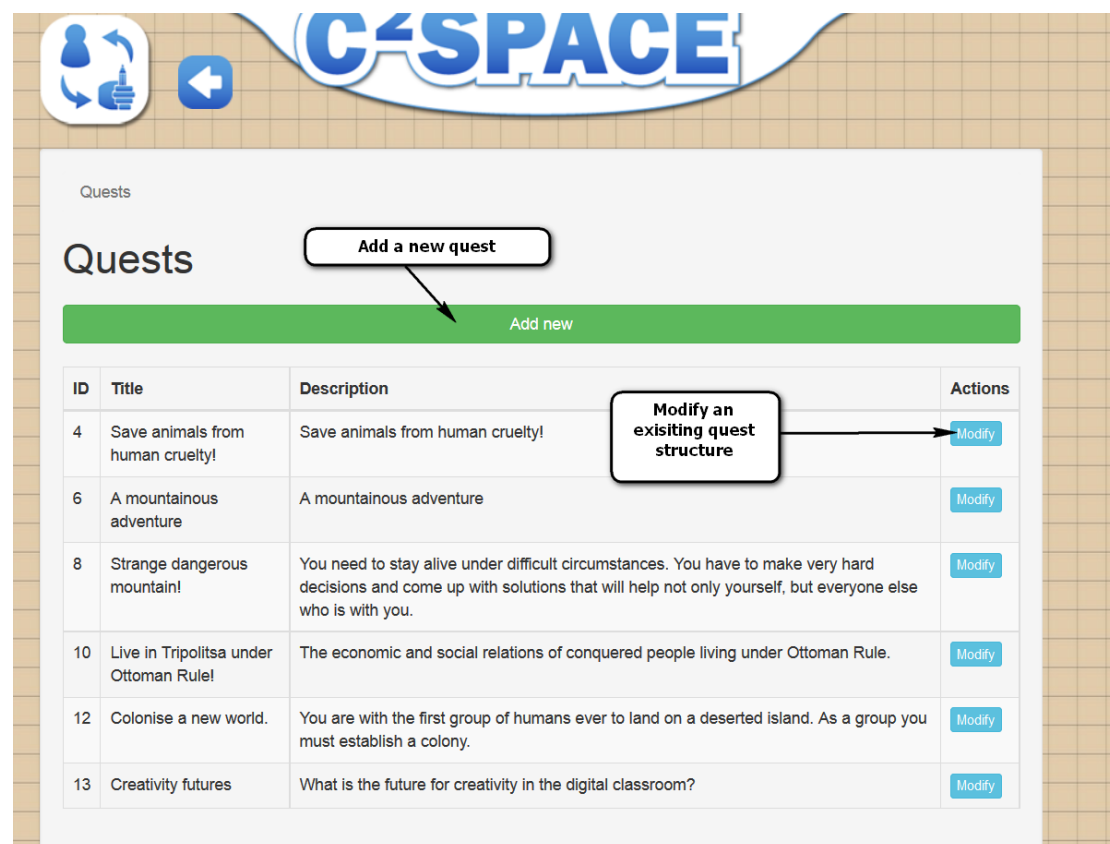 C²SPACE
Quests
Quests
Add a new quest
Add new
ID Title Description Actions
4 Save animals from Save animals from human cruelty! Modify
human cruelty!
Modify an
exisiting quest
structure
6 A mountainous A mountainous adventure Modify
adventure
8 Strange dangerous You need to stay alive under difficult circumstances. You have to make very hard Modify
mountain! decisions and come up with solutions that will help not only yourself, but everyone else
who is with you.
10 Live in Tripolitsa under The economic and social relations of conquered people living under Ottoman Rule. Modify
Ottoman Rule!
12 Colonise a new world. You are with the first group of humans ever to land on a deserted island. As a group you Modify
must establish a colony.
13 Creativity futures What is the future for creativity in the digital classroom? Modify